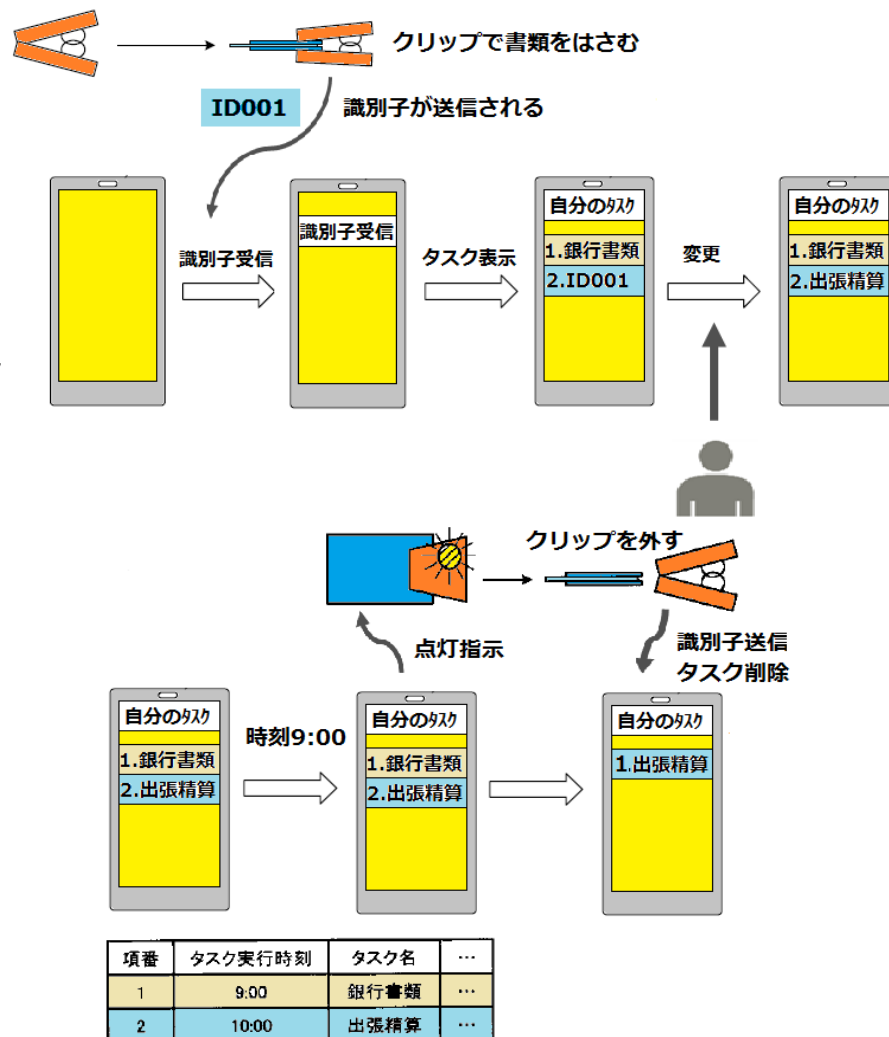 クリップで書類をはさむ
ID001
識別子が送信される
識別子受信
識別子受信
タスク表示
自分のタスク
1.銀行書類
2.ID001
変更
自分のタスク
1.銀行書類
2.出張精算
クリップを外す
点灯指示
識別子送信
タスク削除
自分のタスク
1.銀行書類
2.出張精算
時刻9:00
自分のタスク
1.銀行書類
2.出張精算
自分のタスク
1.出張精算
項番 タスク実行時刻 タスク名 …
1 9:00 銀行書類 …
2 10:00 出張精算 …